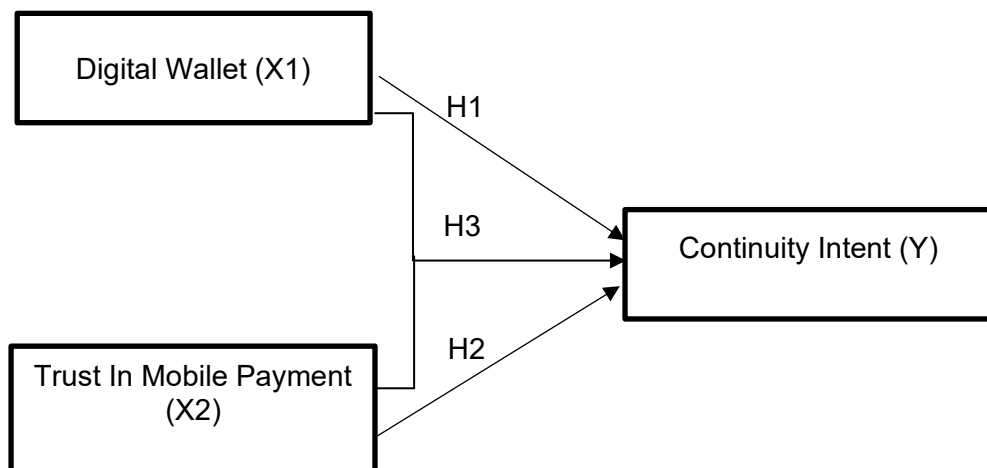 Digital Wallet (X1)
H1
H3
Continuity Intent (Y)
H2
Trust In Mobile Payment
(X2)